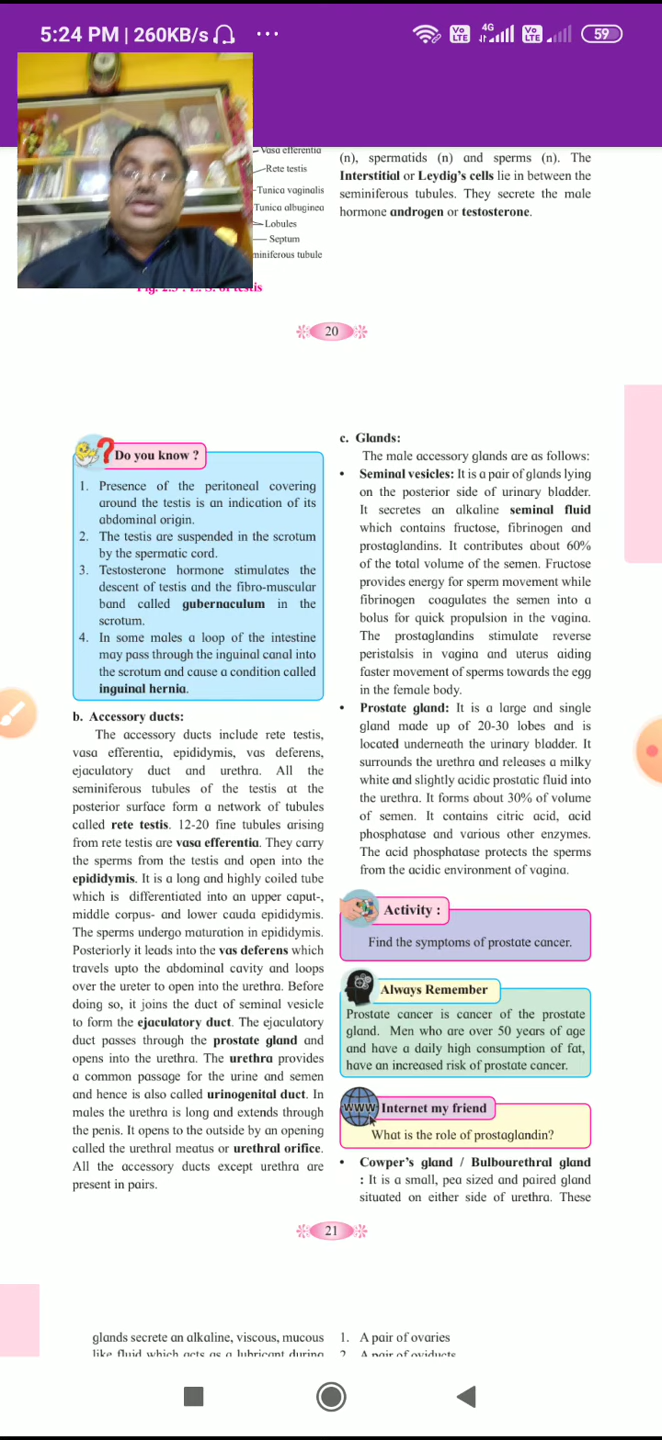 5:24 PM | 260KB/s
4G
Vo
LTE
Vo
LTE
59
Vasa efferentia
Rete testis
Tunica vaginalis
Tunica albuginea
Lobules
Septum
miniferous tubule
(n), spermatids (n) and sperms (n). The
Interstitial or Leydig's cells lie in between the
seminiferous tubules. They secrete the male
hormone androgen or testosterone.
20
Do you know ?
1. Presence of the peritoneal covering
around the testis is an indication of its
abdominal origin.
2. The testis are suspended in the scrotum
by the spermatic cord.
3. Testosterone hormone stimulates the
descent of testis and the fibro-muscular
band called gubernaculum in the
scrotum.
4. In some males a loop of the intestine
may pass through the inguinal canal into
the scrotum and cause a condition called
inguinal hernia.
b. Accessory ducts:
The accessory ducts include rete testis,
vasa efferentia, epididymis, vas deferens,
ejaculatory duct and urethra. All the
seminiferous tubules of the testis at the
posterior surface form a network of tubules
called rete testis. 12-20 fine tubules arising
from rete testis are vasa efferentia. They carry
the sperms from the testis and open into the
epididymis. It is a long and highly coiled tube
which is differentiated into an upper caput-,
middle corpus- and lower cauda epididymis.
The sperms undergo maturation in epididymis.
Posteriorly it leads into the vas deferens which
travels upto the abdominal cavity and loops
over the ureter to open into the urethra. Before
doing so, it joins the duct of seminal vesicle
to form the ejaculatory duct. The ejaculatory
duct passes through the prostate gland and
opens into the urethra. The urethra provides
a common passage for the urine and semen
and hence is also called urinogenital duct. In
males the urethra is long and extends through
the penis. It opens to the outside by an opening
called the urethral meatus or urethral orifice.
All the accessory ducts except urethra are
present in pairs.
c. Glands:
The male accessory glands are as follows:
• Seminal vesicles: It is a pair of glands lying
on the posterior side of urinary bladder.
It secretes an alkaline seminal fluid
which contains fructose, fibrinogen and
prostaglandins. It contributes about 60%
of the total volume of the semen. Fructose
provides energy for sperm movement while
fibrinogen coagulates the semen into a
bolus for quick propulsion in the vagina.
The prostaglandins stimulate reverse
peristalsis in vagina and uterus aiding
faster movement of sperms towards the egg
in the female body.
• Prostate gland: It is a large and single
gland made up of 20-30 lobes and is
located underneath the urinary bladder. It
surrounds the urethra and releases a milky
white and slightly acidic prostatic fluid into
the urethra. It forms about 30% of volume
of semen. It contains citric acid, acid
phosphatase and various other enzymes.
The acid phosphatase protects the sperms
from the acidic environment of vagina.
Activity :
Find the symptoms of prostate cancer.
Always Remember
Prostate cancer is cancer of the prostate
gland. Men who are over 50 years of age
and have a daily high consumption of fat,
have an increased risk of prostate cancer.
www Internet my friend
What is the role of prostaglandin?
• Cowper's gland / Bulbourethral gland
: It is a small, pea sized and paired gland
situated on either side of urethra. These
21
glands secrete an alkaline, viscous, mucous
like fluid which acts as a lubricant during
1. A pair of ovaries
2. A pair of oviducts